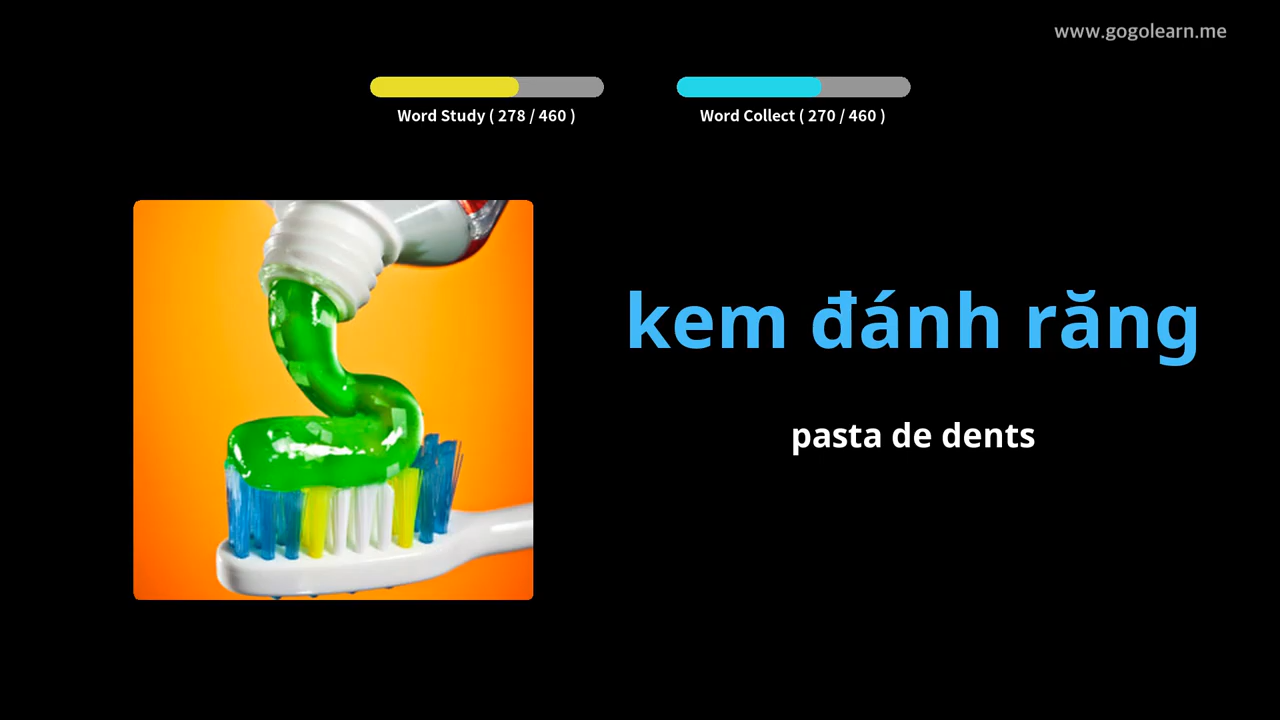 www.gogolearn.me
Word Study ( 278 / 460 )
Word Collect ( 270 / 460 )
kem đánh răng
pasta de dents